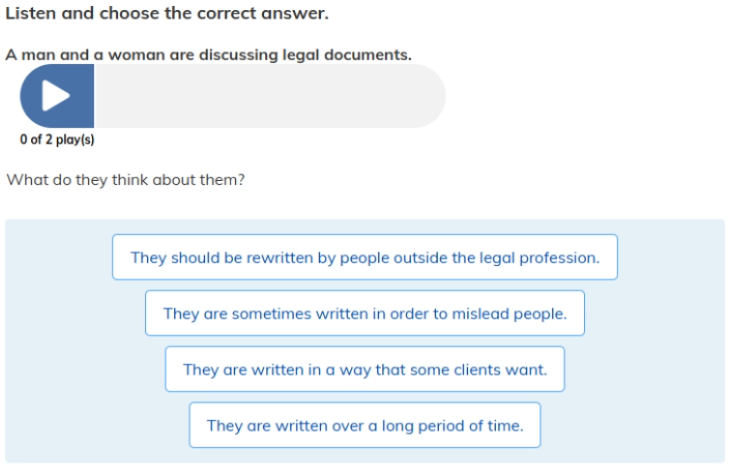 Listen and choose the correct answer.
A man and a woman are discussing legal documents.
0 of 2 play(s)
What do they think about them?
They should be rewritten by people outside the legal profession.
They are sometimes written in order to mislead people.
They are written in a way that some clients want.
They are written over a long period of time.